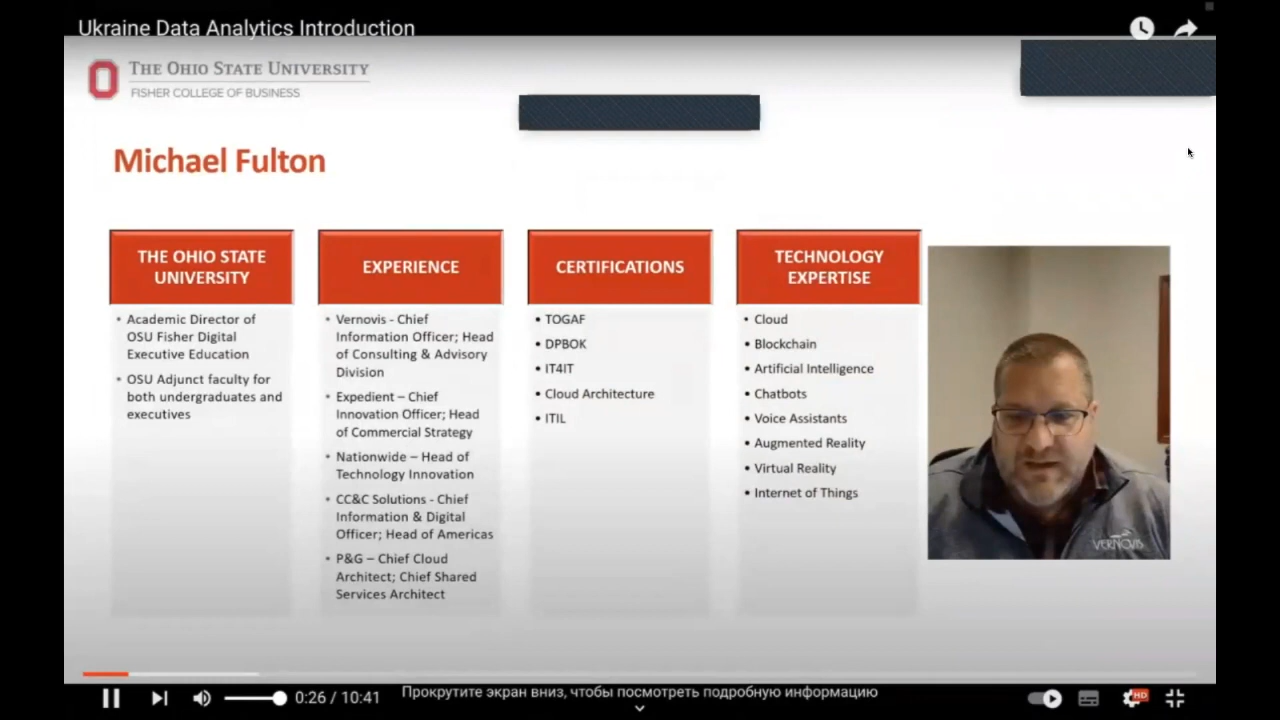 Ukraine Data Analytics Introduction
THE OHIO STATE UNIVERSITY
FISHER COLLEGE OF BUSINESS
Michael Fulton
THE OHIO STATE
UNIVERSITY
• Academic Director of
OSU Fisher Digital
Executive Education
• OSU Adjunct faculty for
both undergraduates and
executives
EXPERIENCE
• Vernovis - Chief
Information Officer; Head
of Consulting & Advisory
Division
• Expedient – Chief
Innovation Officer; Head
of Commercial Strategy
• Nationwide – Head of
Technology Innovation
• CC&C Solutions - Chief
Information & Digital
Officer; Head of Americas
• P&G – Chief Cloud
Architect; Chief Shared
Services Architect
CERTIFICATIONS
• TOGAF
• DPBOK
• IT4IT
• Cloud Architecture
• ITIL
TECHNOLOGY
EXPERTISE
• Cloud
• Blockchain
• Artificial Intelligence
• Chatbots
• Voice Assistants
• Augmented Reality
• Virtual Reality
• Internet of Things
VERNOVIS
0:26 / 10:41
Прокрутите экран вниз, чтобы посмотреть подробную информацию
HD